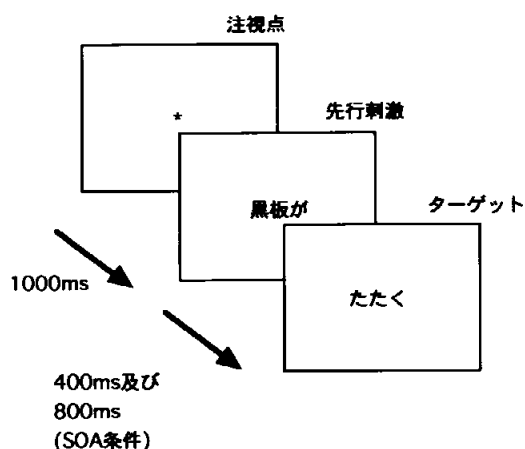 注視点
*
先行刺激
黒板が
ターゲット
たたく
1000ms
400ms及び
800ms
(SOA条件)